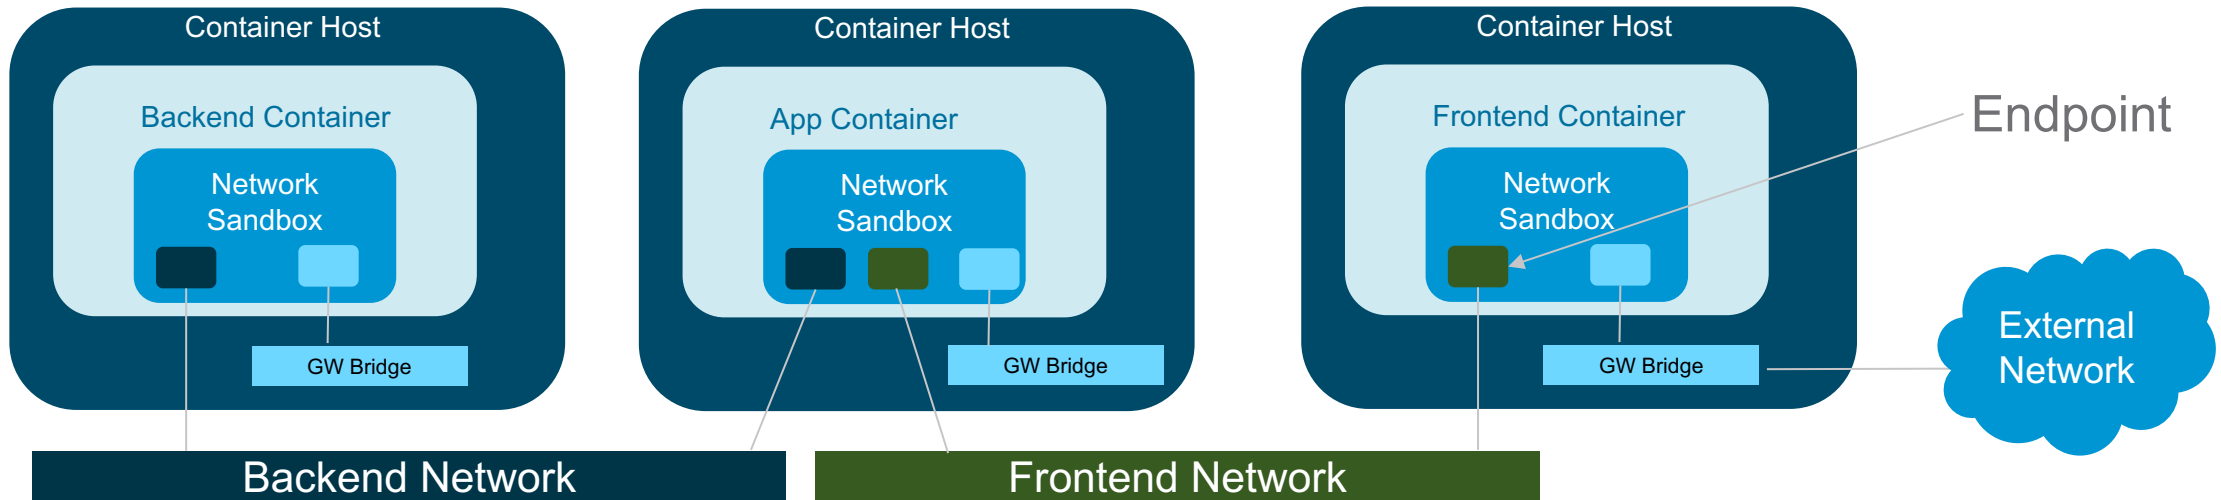 Container Host
Backend Container
Network
Sandbox
GW Bridge
Container Host
App Container
Network
Sandbox
GW Bridge
Container Host
Frontend Container
Network
Sandbox
GW Bridge
Endpoint
External
Network
Backend Network
Frontend Network